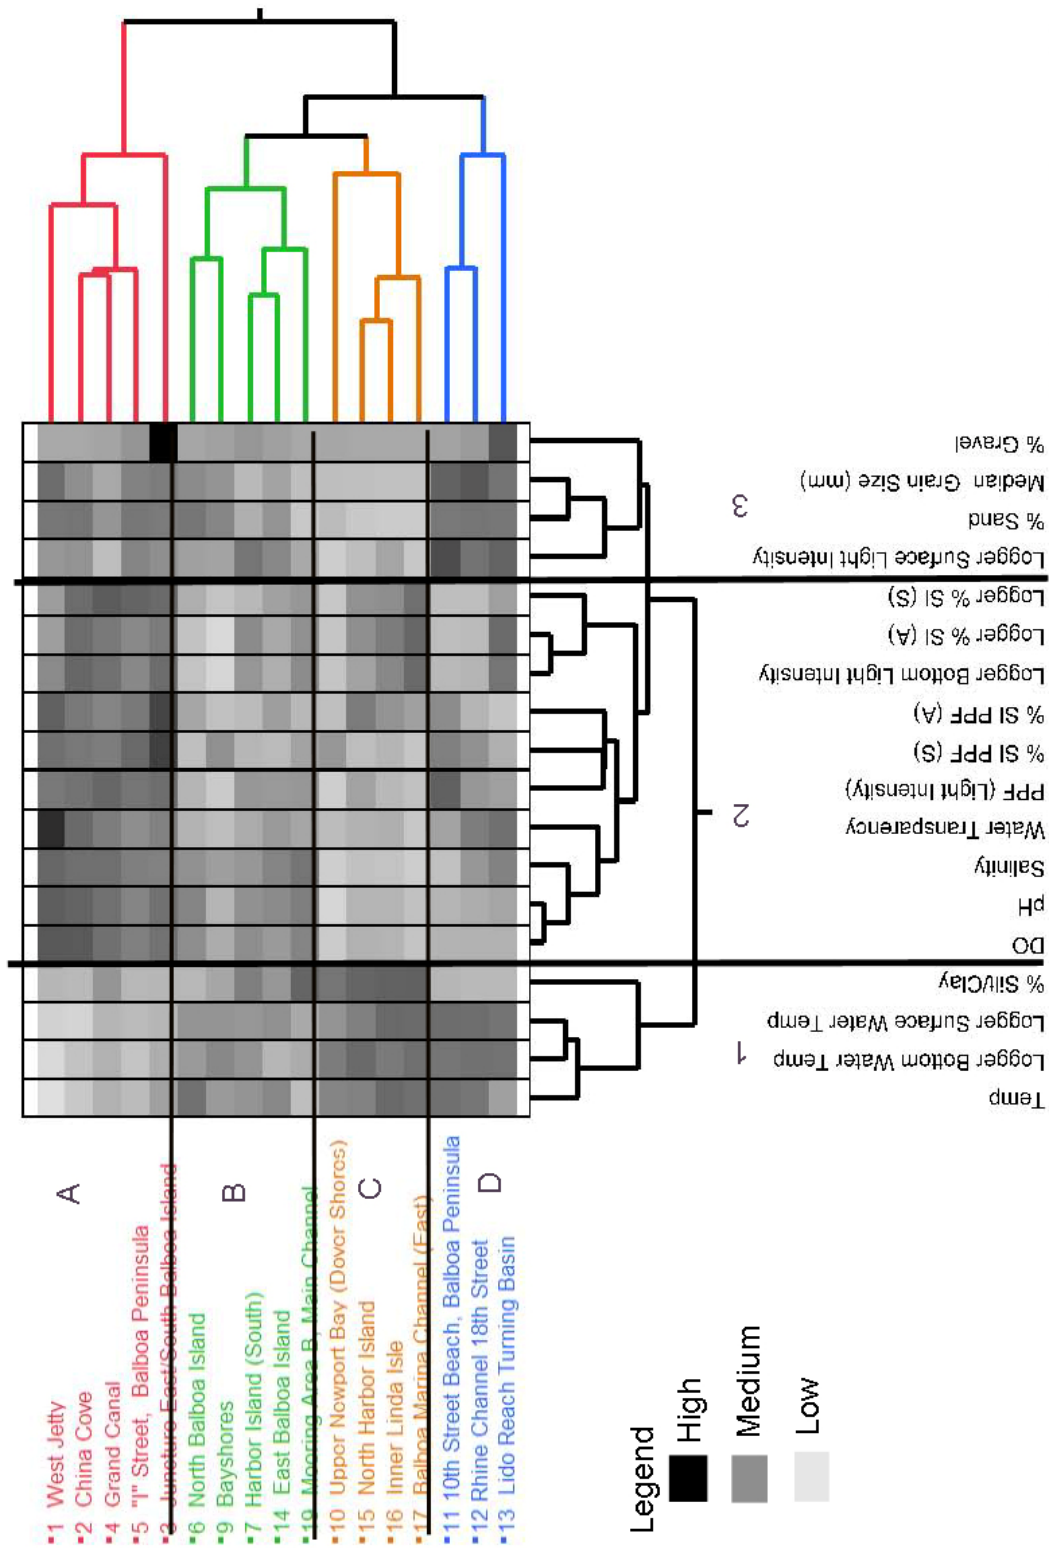 % Gravel
Median Grain Size (mm)
% Sand
Logger Surface Light Intensity
3
Logger % SI (S)
Logger % SI (A)
Logger Bottom Light Intensity
% SI PPF (A)
% SI PPF (S)
PPF (Light Intensity)
Water Transparency
Salinity
pH
DO
2
% Silt/Clay
Logger Surface Water Temp
Logger Water Bottom Temp
Temp
1
A
B
C
D
▪1 West Jetty
▪2 China Cove
▪4 Grand Canal
▪5 "I" Street, Balboa Peninsula
▪3 Juncture East/South Balboa Island
▪6 North Balboa Island
▪9 Bayshores
▪7 Harbor Island (South)
▪14 East Balboa Island
▪19 Mooring Area B, Main Channel
▪10 Upper Newport Bay (Dover Shores)
▪15 North Harbor Island
▪16 Inner Linda Isle
▪17 Balboa Marina Channel (East)
▪11 10th Street Beach, Balboa Peninsula
▪12 Rhine Channel 18th Street
▪13 Lido Reach Turning Basin
Legend
High
Medium
Low